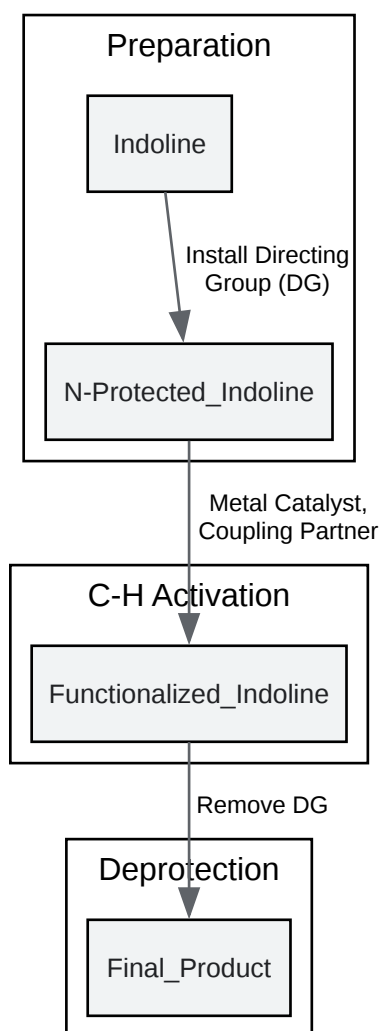 Preparation
Indoline
Install Directing
Group (DG)
N-Protected_Indoline
Metal Catalyst,
Coupling Partner
C-H Activation
Functionalized_Indoline
Remove DG
Deprotection
Final_Product